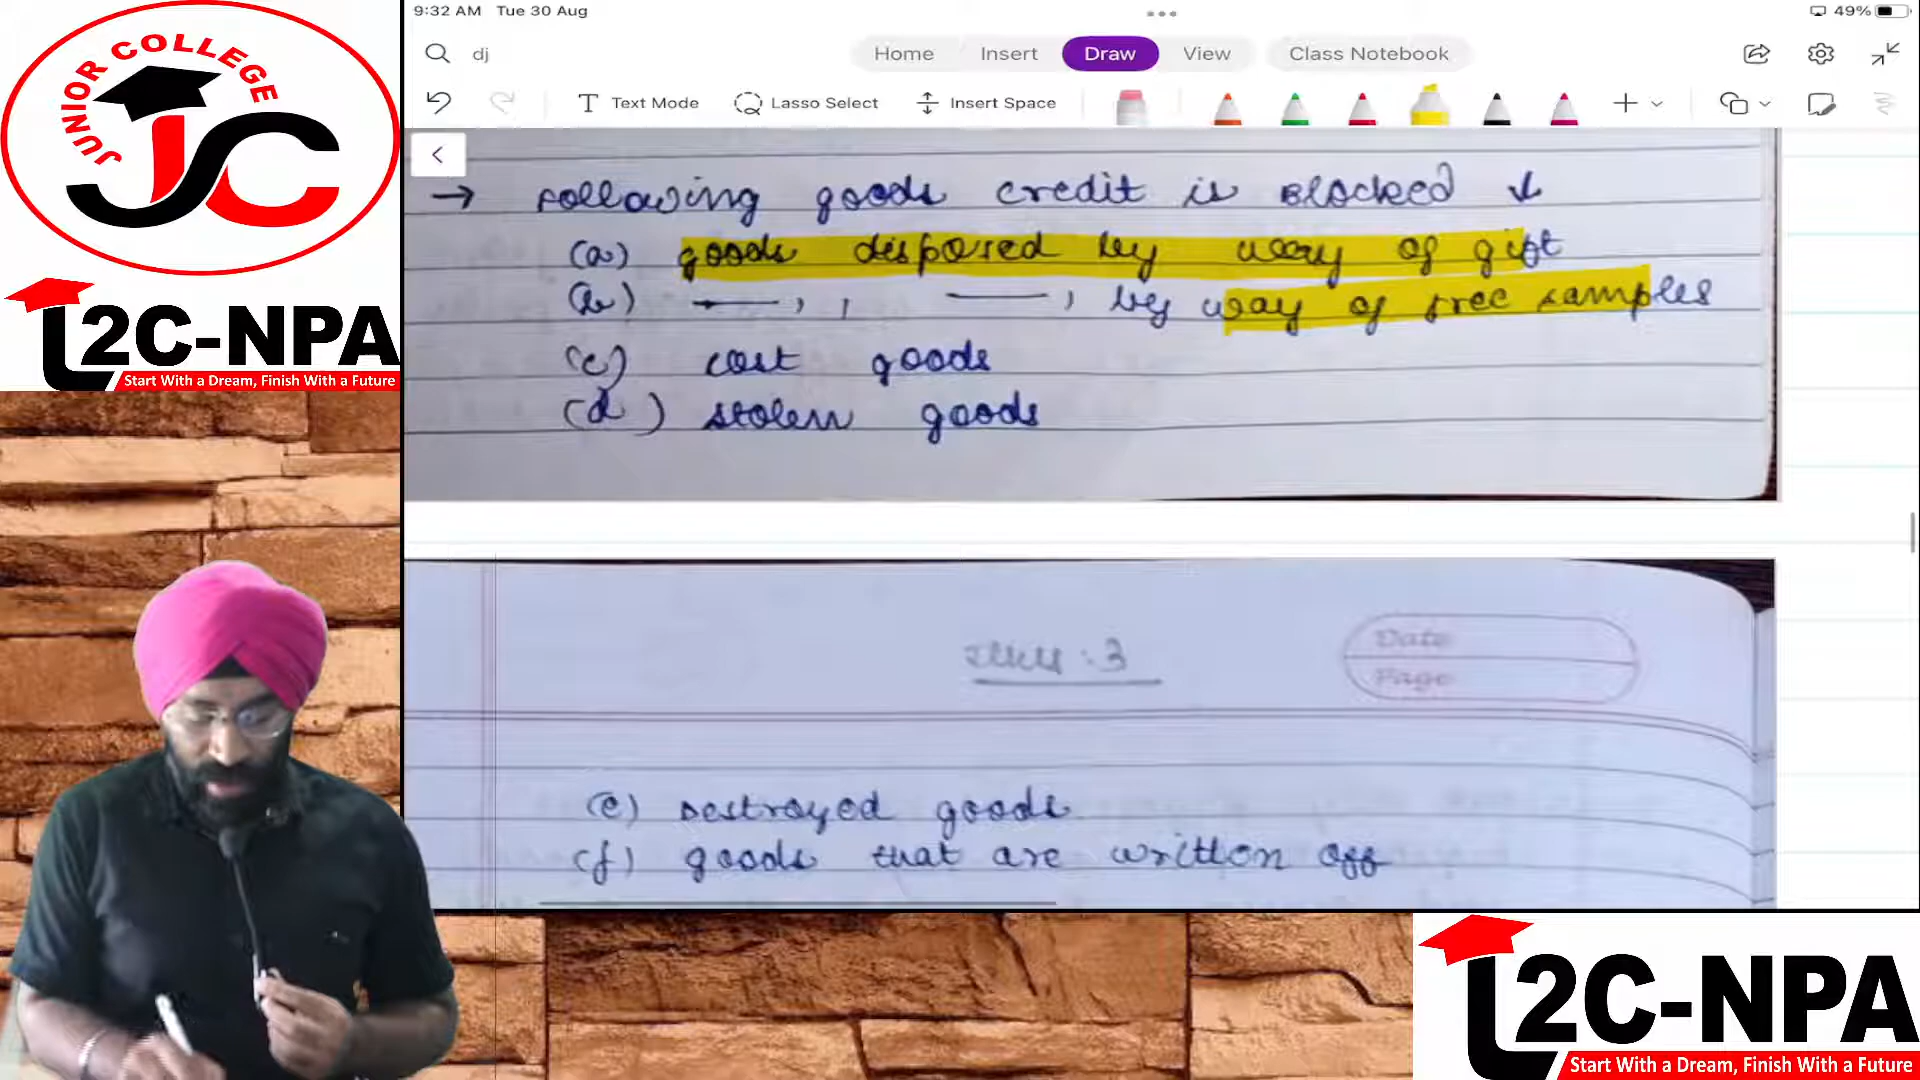 9:32 AM Tue 30 Aug
49%
dj
Home Insert Draw View Class Notebook
Text Mode Lasso Select Insert Space
JUNIOR COLLEGE
JC
L2C-NPA
Start With a Dream, Finish With a Future
→ Following goods credit is Blocked ↓
(a) goods disposed by way of gift
(b) —,, —, by way of free samples
(c) Lost goods
(d) stolen goods
Date
Page
(e) Destroyed goods
(f) goods that are written off
L2C-NPA
Start With a Dream, Finish With a Future